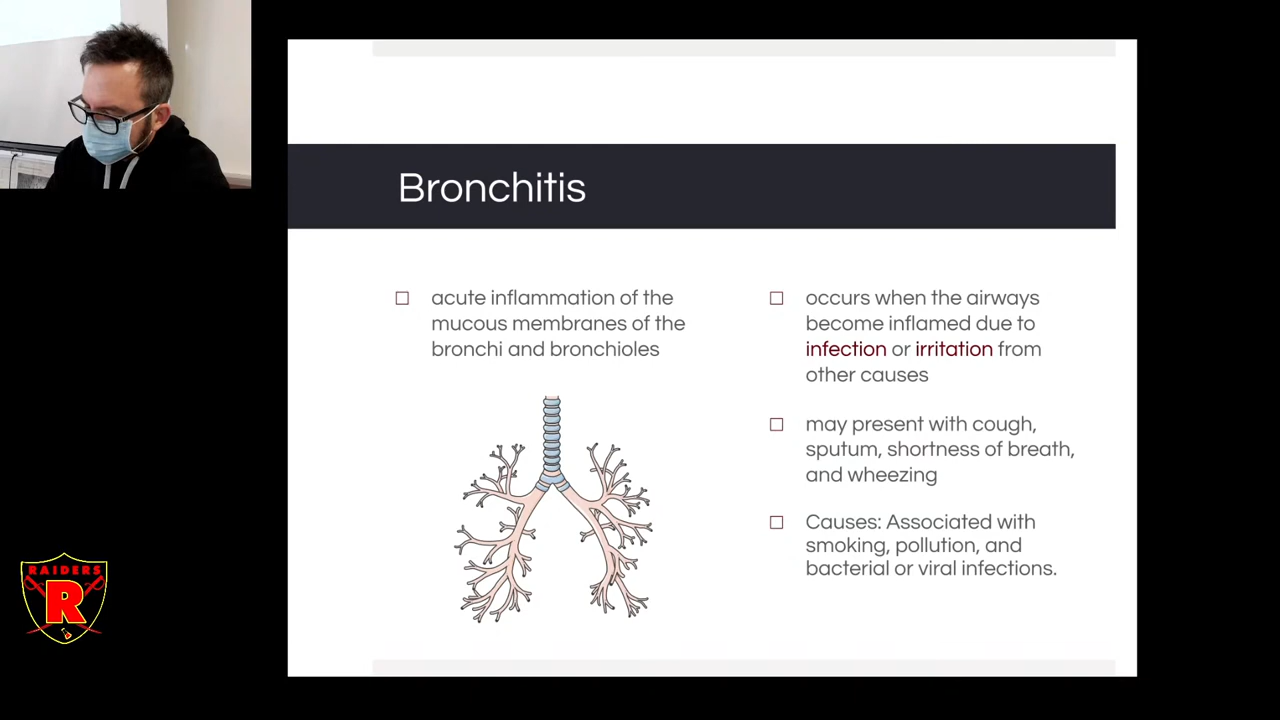 Bronchitis
acute inflammation of the
mucous membranes of the
bronchi and bronchioles
occurs when the airways
become inflamed due to
infection or irritation from
other causes
may present with cough,
sputum, shortness of breath,
and wheezing
Causes: Associated with
smoking, pollution, and
bacterial or viral infections.
RAIDERS
R